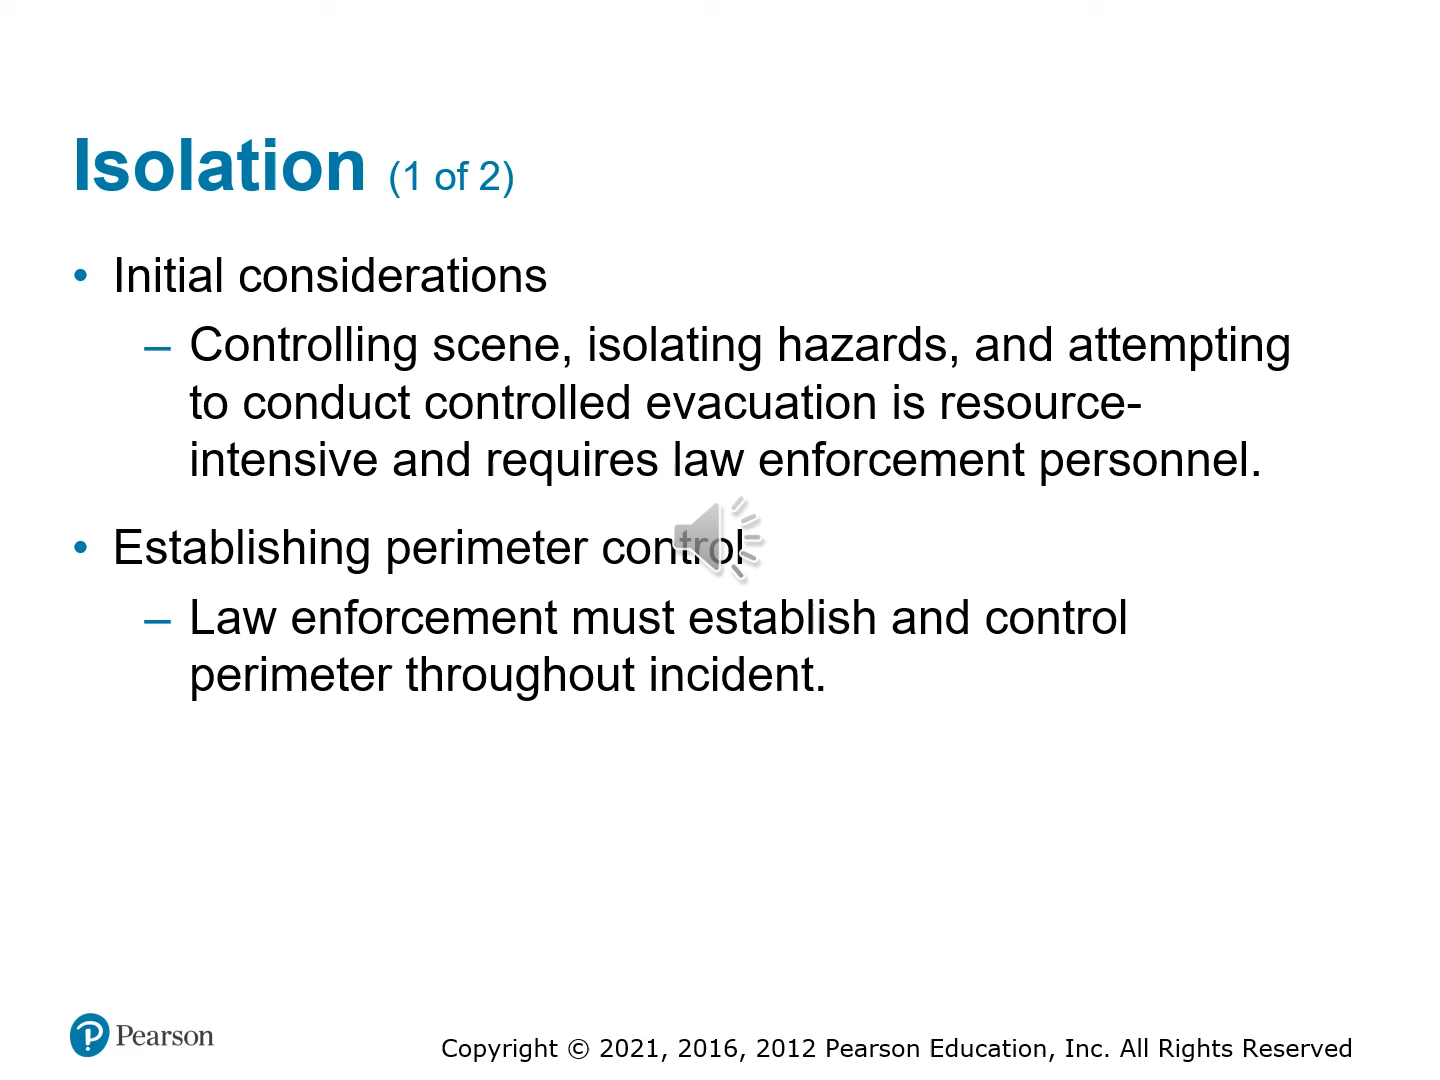 Isolation (1 of 2)
• Initial considerations
– Controlling scene, isolating hazards, and attempting
to conduct controlled evacuation is resource-
intensive and requires law enforcement personnel.
• Establishing perimeter control
– Law enforcement must establish and control
perimeter throughout incident.
Pearson
Copyright © 2021, 2016, 2012 Pearson Education, Inc. All Rights Reserved